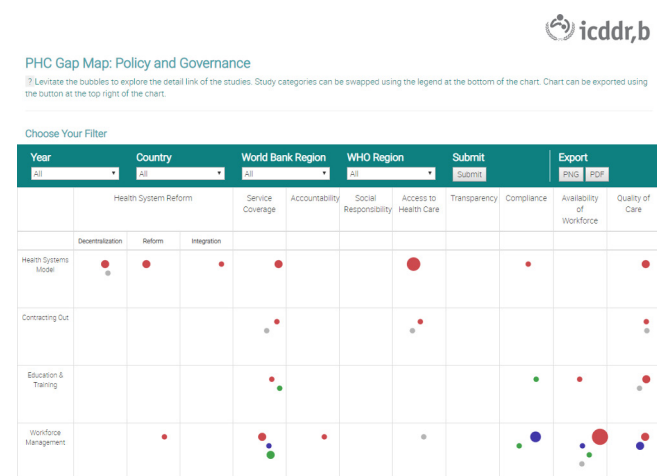 icddr,b
PHC Gap Map: Policy and Governance
? Levitate the bubbles to explore the detail link of the studies. Study categories can be swapped using the legend at the bottom of the chart. Chart can be exported using
the button at the top right of the chart.
Choose Your Filter
Year Country World Bank Region WHO Region Submit Export
All All All All Submit PNG PDF
Health System Reform Service Accountability Social Access to Transparency Compliance Availability Quality of
Coverage Responsibility Health Care of Care
Workforce
Decentralization Reform Integration
Health Systems
Model
Contracting Out
Education &
Training
Workforce
Management